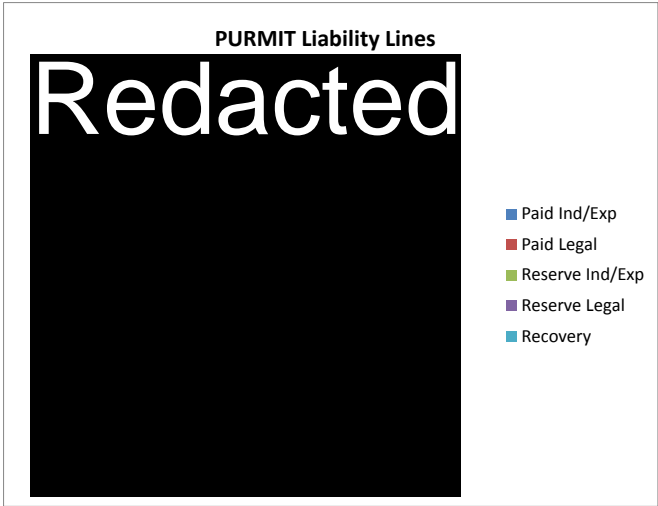 PURMIT Liability Lines
Redacted
Paid Ind/Exp
Paid Legal
Reserve Ind/Exp
Reserve Legal
Recovery